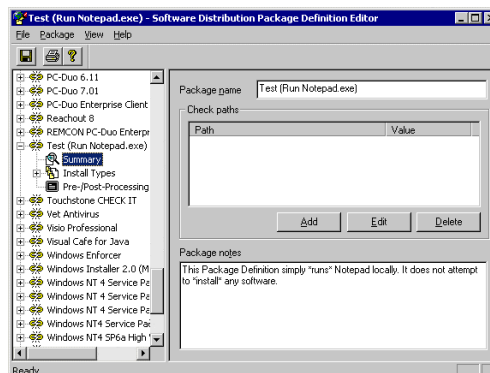 Test (Run Notepad.exe) - Software Distribution Package Definition Editor
File Package View Help
PC-Duo 6.11
PC-Duo 7.01
PC-Duo Enterprise Client
Reachout 8
REMCON PC-Duo Enterpr
Test (Run Notepad.exe)
Summary
Install Types
Pre-/Post-Processing
Touchstone CHECK IT
Vet Antivirus
Visio Professional
Visual Cafe for Java
Windows Enforcer
Windows Installer 2.0 (M
Windows NT 4 Service Pa
Windows NT 4 Service Pa
Windows NT 4 Service Pa
Windows NT4 Service Pac
Windows NT4 SP6a High
Package name Test (Run Notepad.exe)
Check paths
Path Value
Add Edit Delete
Package notes
This Package Definition simply "runs" Notepad locally. It does not attempt
to "install" any software.
Ready